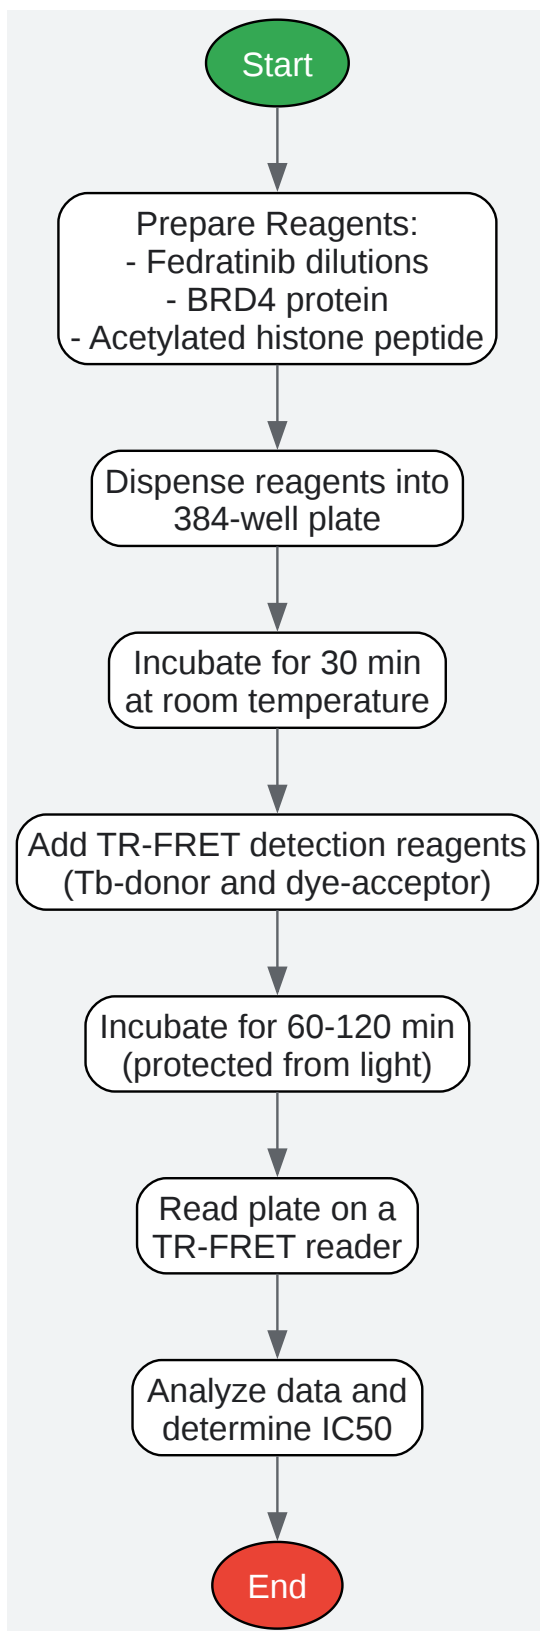 Start
Prepare Reagents:
- Fedratinib dilutions
- BRD4 protein
- Acetylated histone peptide
Dispense reagents into
384-well plate
Incubate for 30 min
at room temperature
Add TR-FRET detection reagents
(Tb-donor and dye-acceptor)
Incubate for 60-120 min
(protected from light)
Read plate on a
TR-FRET reader
Analyze data and
determine IC50
End